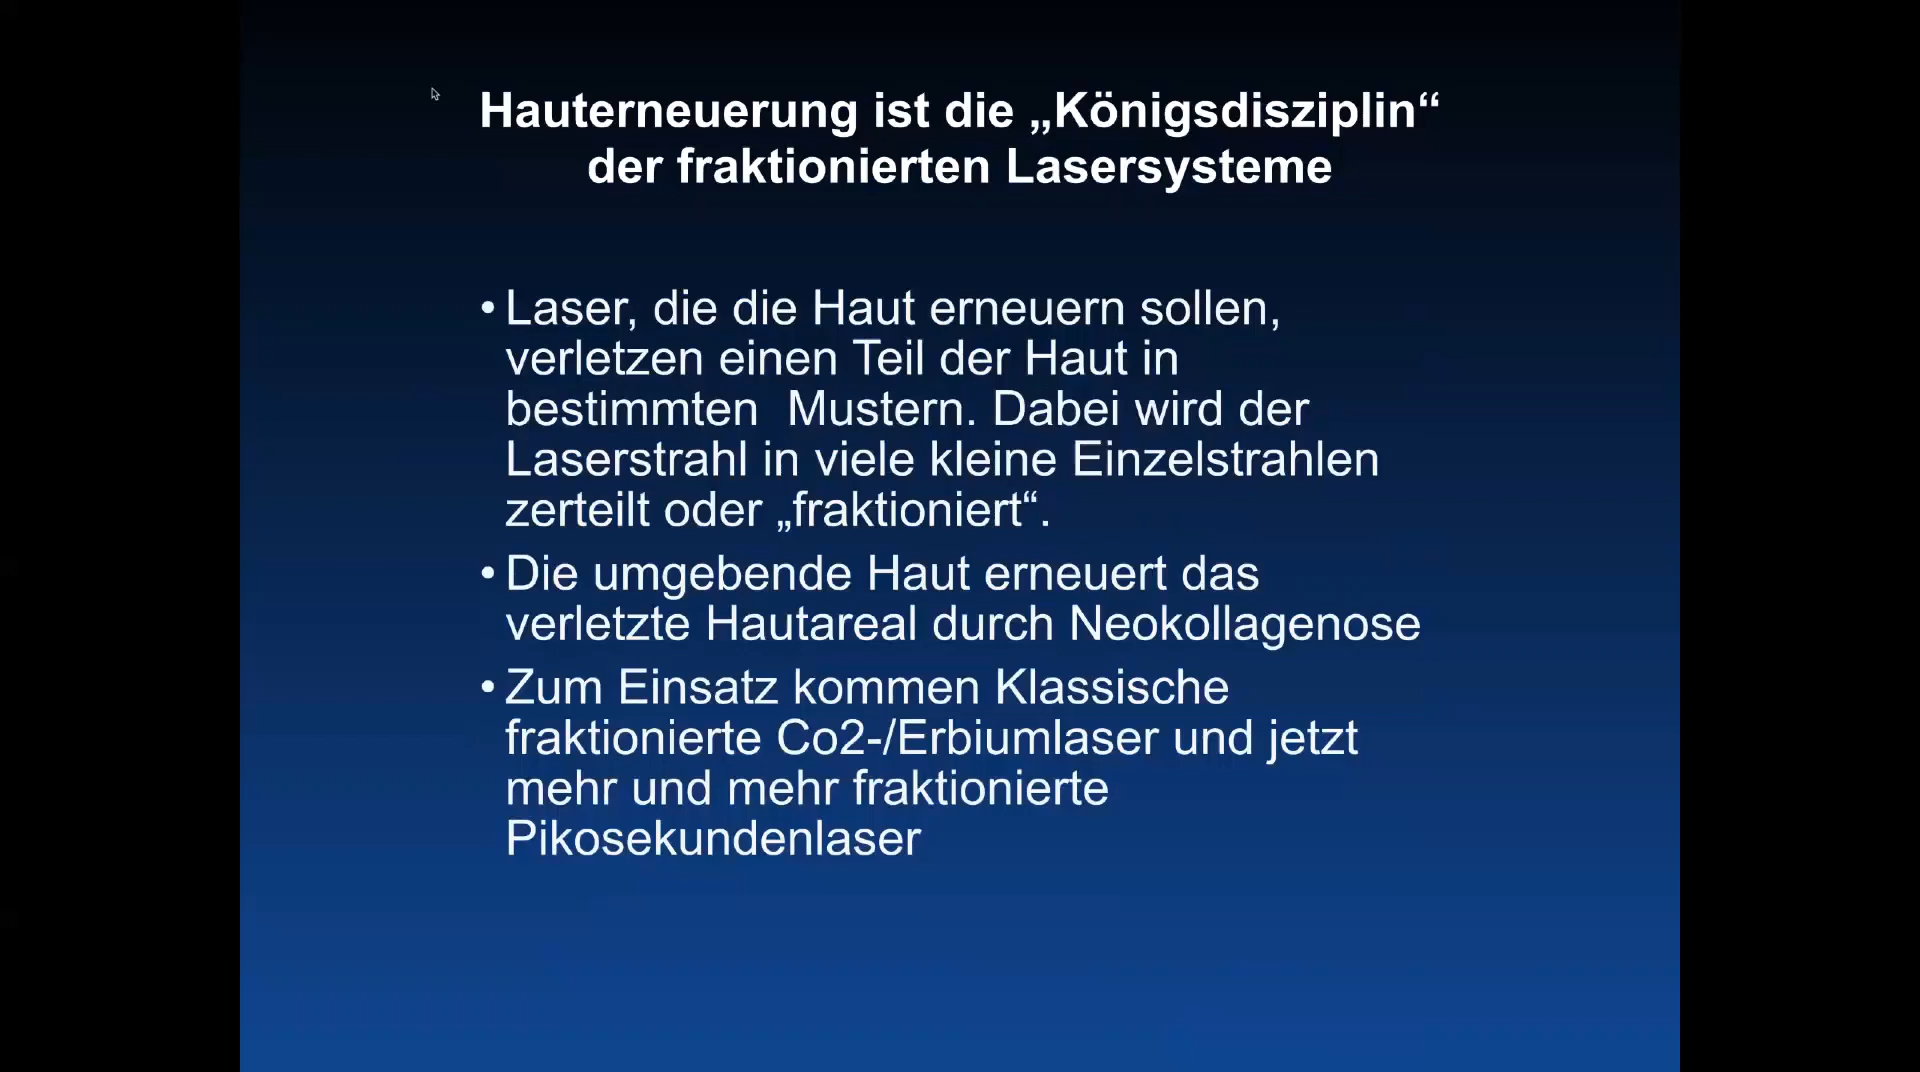 Hauterneuerung ist die „Königsdisziplin“
der fraktionierten Lasersysteme
• Laser, die die Haut erneuern sollen,
verletzen einen Teil der Haut in
bestimmten  Mustern. Dabei wird der
Laserstrahl in viele kleine Einzelstrahlen
zerteilt oder „fraktioniert“.
• Die umgebende Haut erneuert das
verletzte Hautareal durch Neokollagenose
• Zum Einsatz kommen Klassische
fraktionierte Co2-/Erbiumlaser und jetzt
mehr und mehr fraktionierte
Pikosekundenlaser